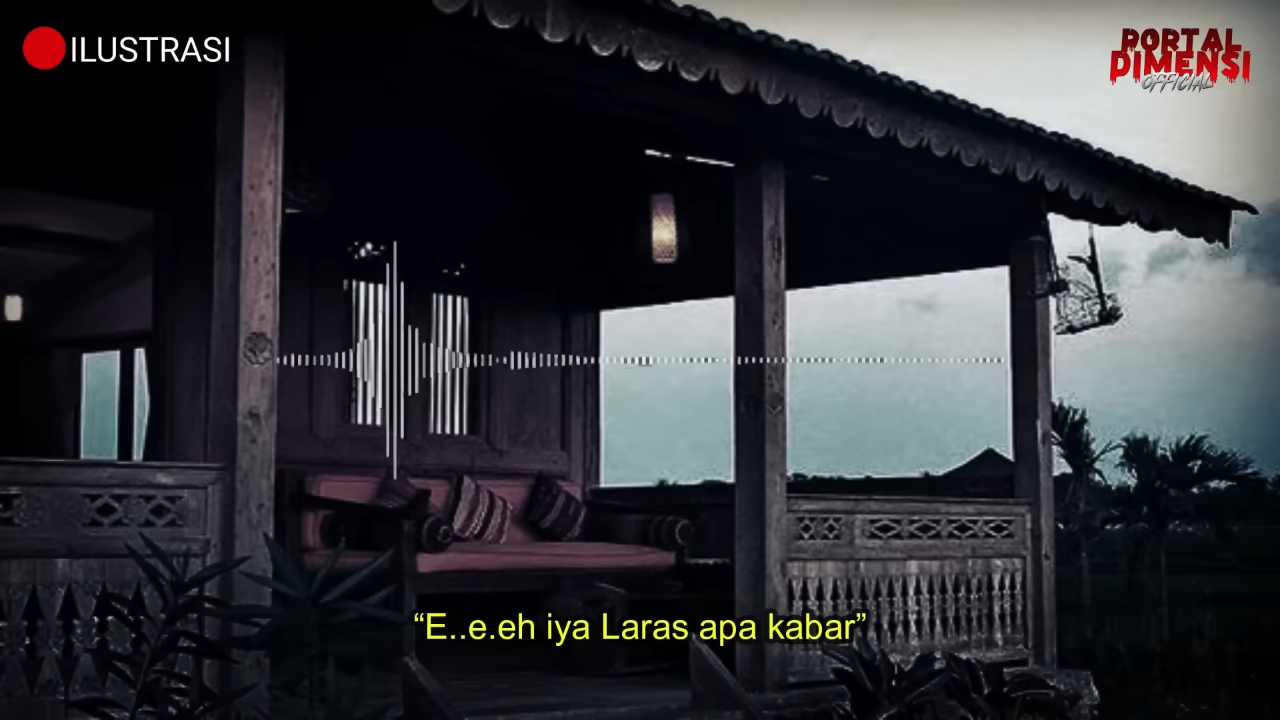 ILUSTRASI
PORTAL
DIMENSI
OFFICIAL
“E..e.eh iya Laras apa kabar”